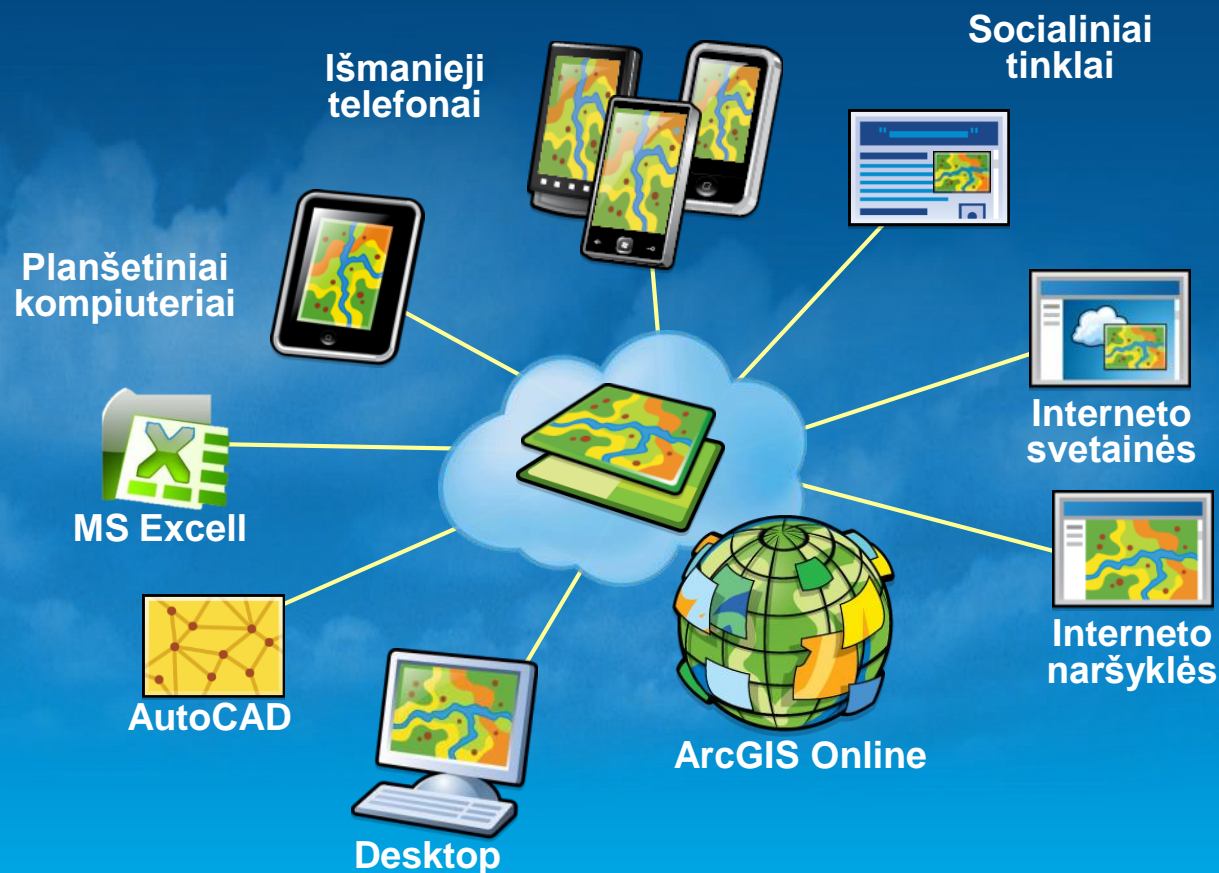 Socialiniai
tinklai
Išmanieji
telefonai
Planšetiniai
kompiuteriai
Interneto
svetainės
MS Excell
Interneto
naršyklės
AutoCAD
ArcGIS Online
Desktop